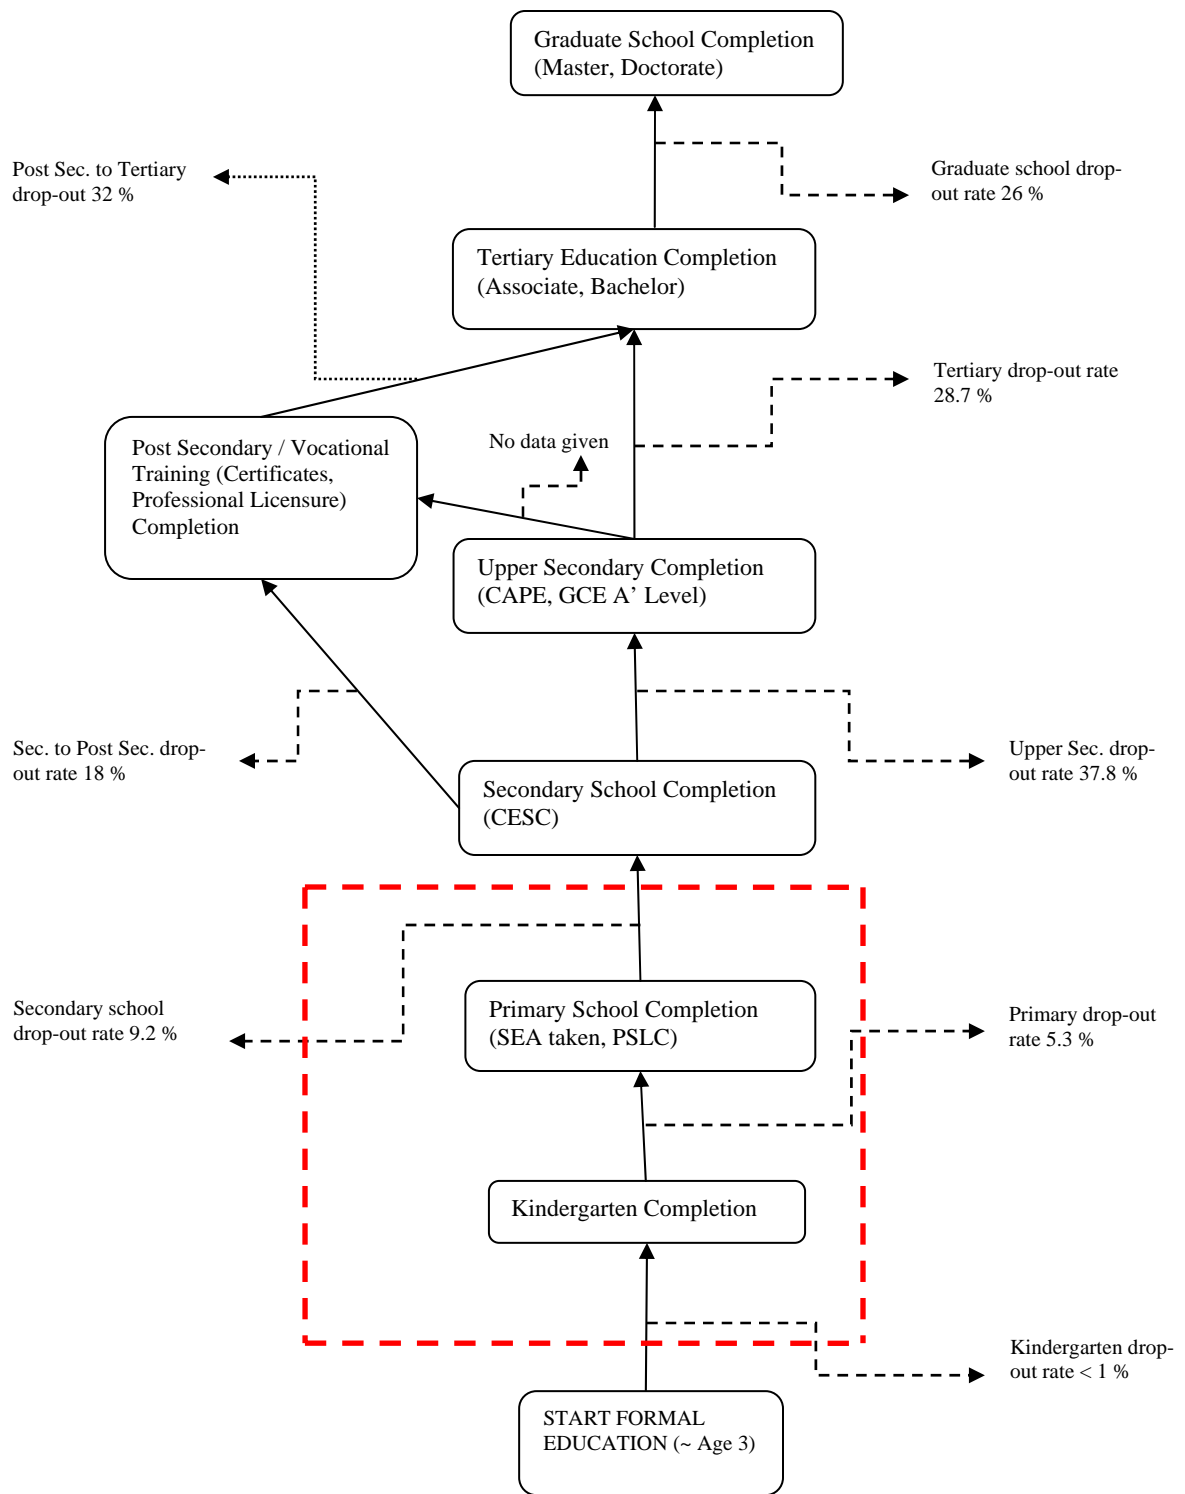 Graduate School Completion
(Master, Doctorate)
Post Sec. to Tertiary
drop-out 32 %
Graduate school drop-
out rate 26 %
Tertiary Education Completion
(Associate, Bachelor)
Tertiary drop-out rate
28.7 %
No data given
Post Secondary / Vocational
Training (Certificates,
Professional Licensure)
Completion
Upper Secondary Completion
(CAPE, GCE A’ Level)
Sec. to Post Sec. drop-
out rate 18 %
Upper Sec. drop-
out rate 37.8 %
Secondary School Completion
(CESC)
Secondary school
drop-out rate 9.2 %
Primary School Completion
(SEA taken, PSLC)
Primary drop-out
rate 5.3 %
Kindergarten Completion
Kindergarten drop-
out rate < 1 %
START FORMAL
EDUCATION (~ Age 3)